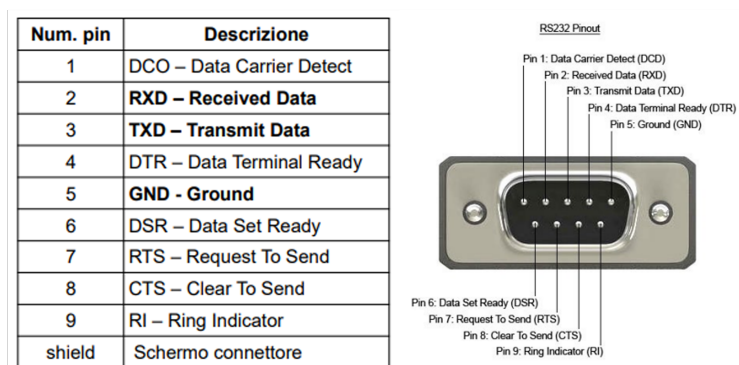 Num. pin Descrizione
1 DCO – Data Carrier Detect
2 RXD – Received Data
3 TXD – Transmit Data
4 DTR – Data Terminal Ready
5 GND - Ground
6 DSR – Data Set Ready
7 RTS – Request To Send
8 CTS – Clear To Send
9 RI – Ring Indicator
shield Schermo connettore
RS232 Pinout
Pin 1: Data Carrier Detect (DCD)
Pin 2: Received Data (RXD)
Pin 3: Transmit Data (TXD)
Pin 4: Data Terminal Ready (DTR)
Pin 5: Ground (GND)
Pin 6: Data Set Ready (DSR)
Pin 7: Request To Send (RTS)
Pin 8: Clear To Send (CTS)
Pin 9: Ring Indicator (RI)